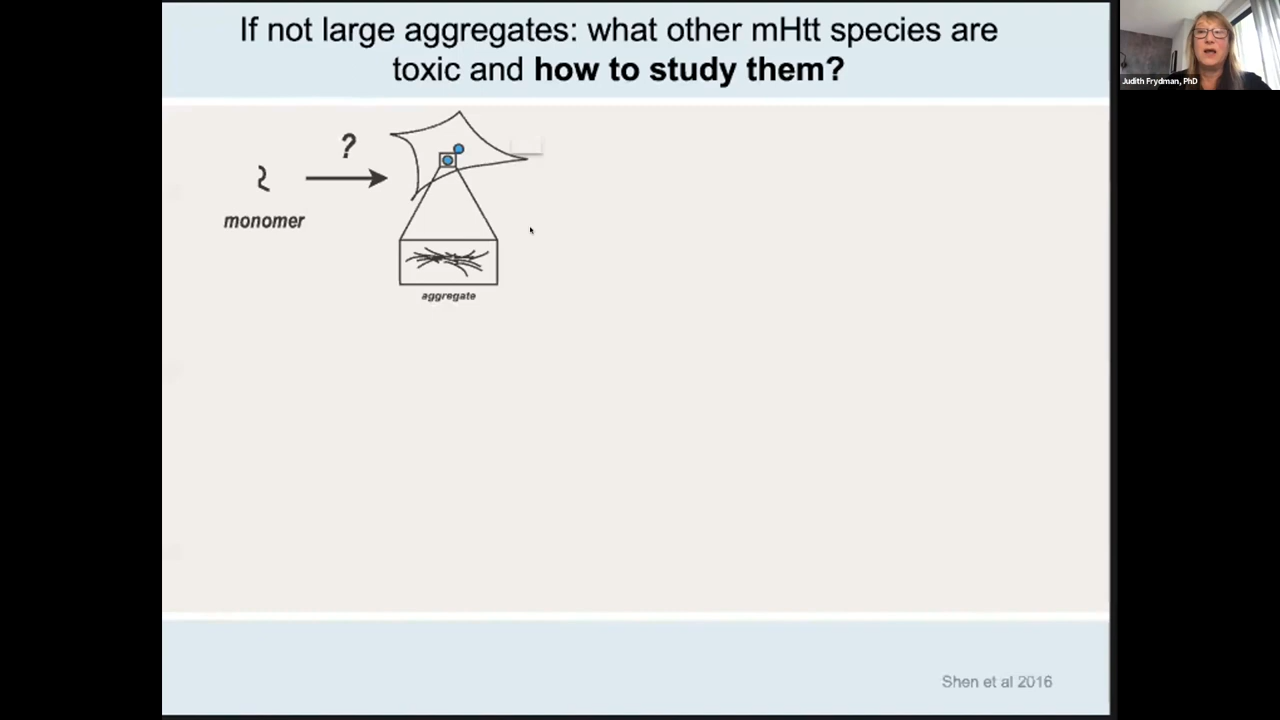 If not large aggregates: what other mHtt species are
toxic and how to study them?
Judith Frydman, PhD
?
monomer
aggregate
Shen et al 2016